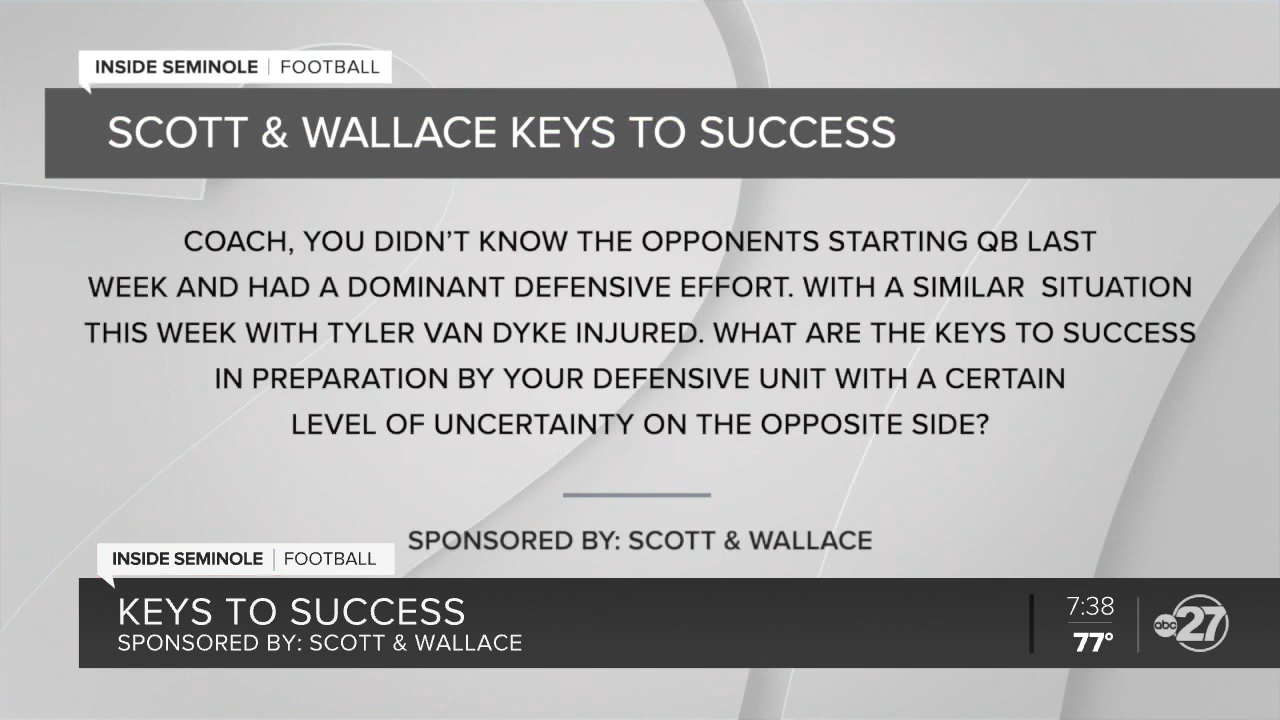 INSIDE SEMINOLE | FOOTBALL
SCOTT & WALLACE KEYS TO SUCCESS
COACH, YOU DIDN'T KNOW THE OPPONENTS STARTING QB LAST
WEEK AND HAD A DOMINANT DEFENSIVE EFFORT. WITH A SIMILAR  SITUATION
THIS WEEK WITH TYLER VAN DYKE INJURED. WHAT ARE THE KEYS TO SUCCESS
IN PREPARATION BY YOUR DEFENSIVE UNIT WITH A CERTAIN
LEVEL OF UNCERTAINTY ON THE OPPOSITE SIDE?
SPONSORED BY: SCOTT & WALLACE
INSIDE SEMINOLE | FOOTBALL
KEYS TO SUCCESS
SPONSORED BY: SCOTT & WALLACE
7:38
77°
abc 27